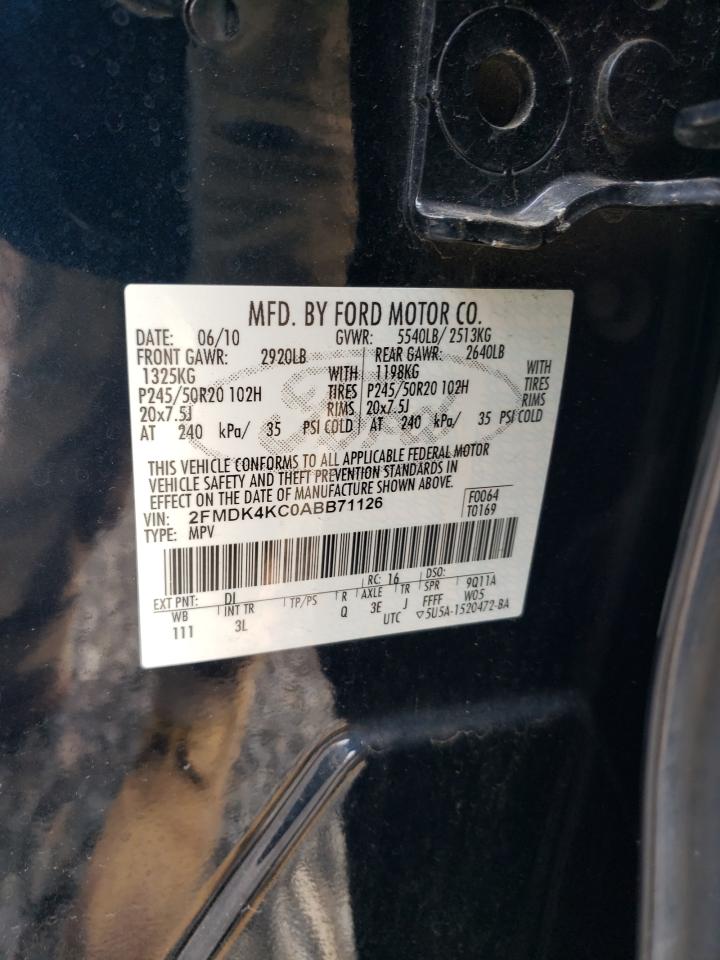 MFD. BY FORD MOTOR CO.
DATE: 06/10 GVWR: 5540LB/ 2513KG
FRONT GAWR: 2920LB REAR GAWR: 2640LB
1325KG WITH 1198KG WITH
P245/50R20 102H TIRES P245/50R20 102H TIRES
20x7.5J RIMS 20x7.5J RIMS
AT 240 kPa/ 35 PSI COLD AT 240 kPa/ 35 PSI COLD
THIS VEHICLE CONFORMS TO ALL APPLICABLE FEDERAL MOTOR
VEHICLE SAFETY AND THEFT PREVENTION STANDARDS IN
EFFECT ON THE DATE OF MANUFACTURE SHOWN ABOVE.
VIN: 2FMDK4KC0ABB71126 F0064
TYPE: MPV T0169
EXT PNT: DI RC: 16 DSO:
WB INT TR TP/PS R AXLE TR SPR 9Q11A
111 3L Q 3E J FFFF W05
UTC ▽5U5A-1520472-BA
Ford